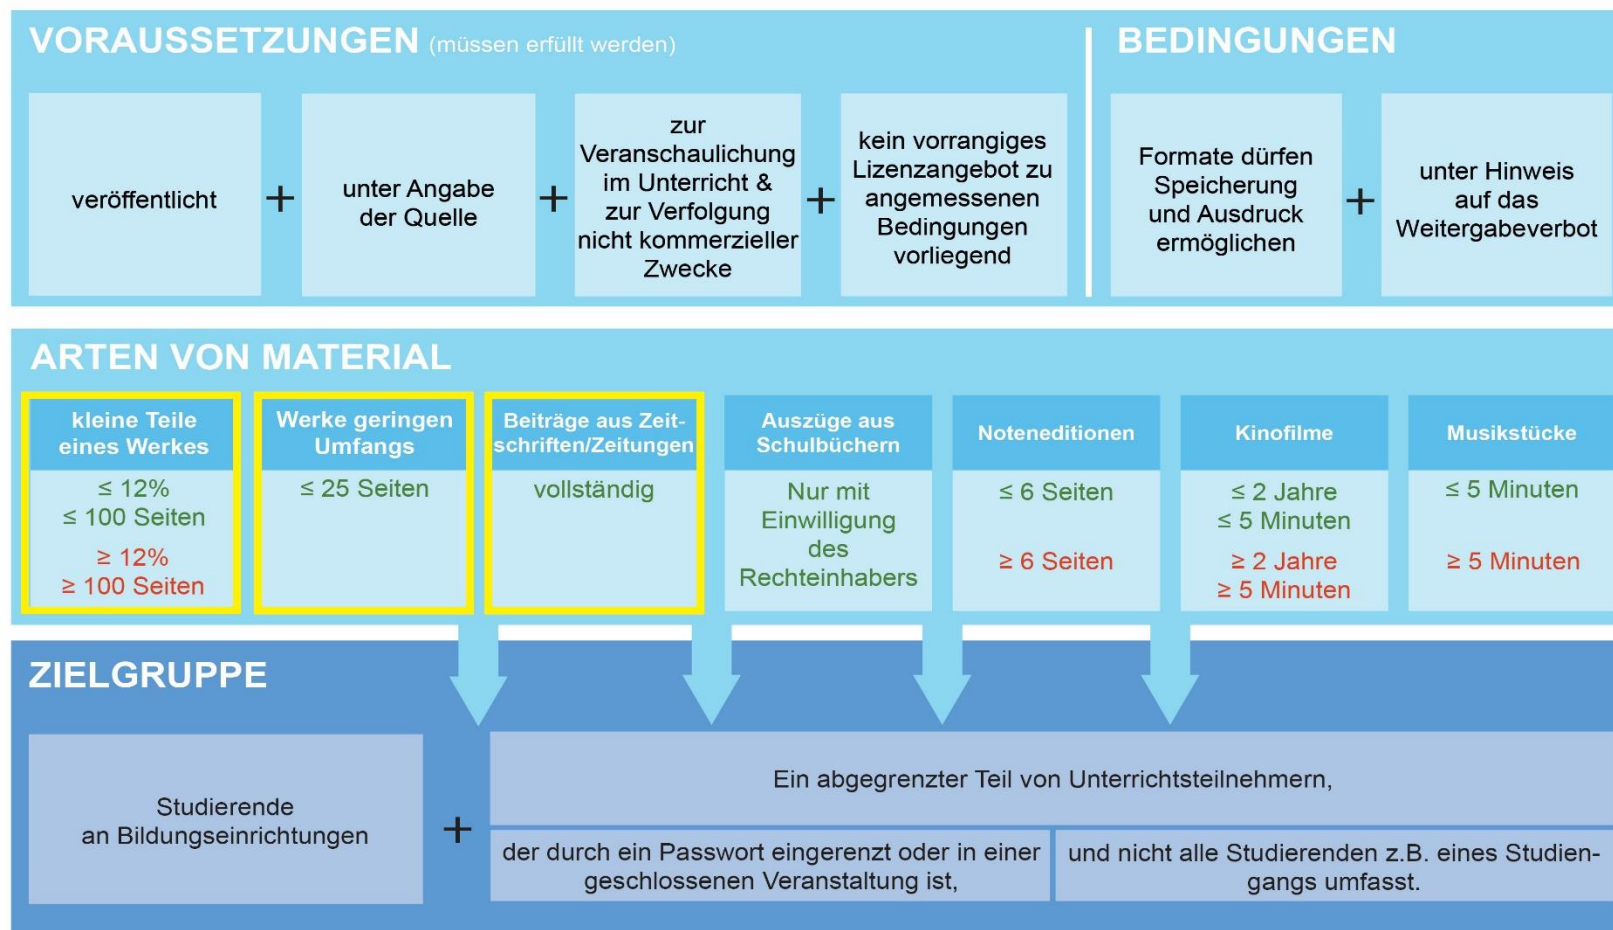 VORAUSSETZUNGEN (müssen erfüllt werden)
veröffentlicht
+
unter Angabe
der Quelle
+
zur
Veranschaulichung
im Unterricht &
zur Verfolgung
nicht kommerzieller
Zwecke
+
kein vorrangiges
Lizenzangebot zu
angemessenen
Bedingungen
vorliegend
BEDINGUNGEN
Formate dürfen
Speicherung
und Ausdruck
ermöglichen
+
unter Hinweis
auf das
Weitergabeverbot
ARTEN VON MATERIAL
kleine Teile
eines Werkes
≤ 12%
≤ 100 Seiten
≥ 12%
≥ 100 Seiten
Werke geringen
Umfangs
≤ 25 Seiten
Beiträge aus Zeit-
schriften/Zeitungen
vollständig
Auszüge aus
Schulbüchern
Nur mit
Einwilligung
des
Rechteinhabers
Noteneditionen
≤ 6 Seiten
≥ 6 Seiten
Kinofilme
≤ 2 Jahre
≤ 5 Minuten
≥ 2 Jahre
≥ 5 Minuten
Musikstücke
≤ 5 Minuten
≥ 5 Minuten
ZIELGRUPPE
Studierende
an Bildungseinrichtungen
+
Ein abgegrenzter Teil von Unterrichtsteilnehmern,
der durch ein Passwort eingerenzt oder in einer
geschlossenen Veranstaltung ist,
und nicht alle Studierenden z.B. eines Studien-
gangs umfasst.